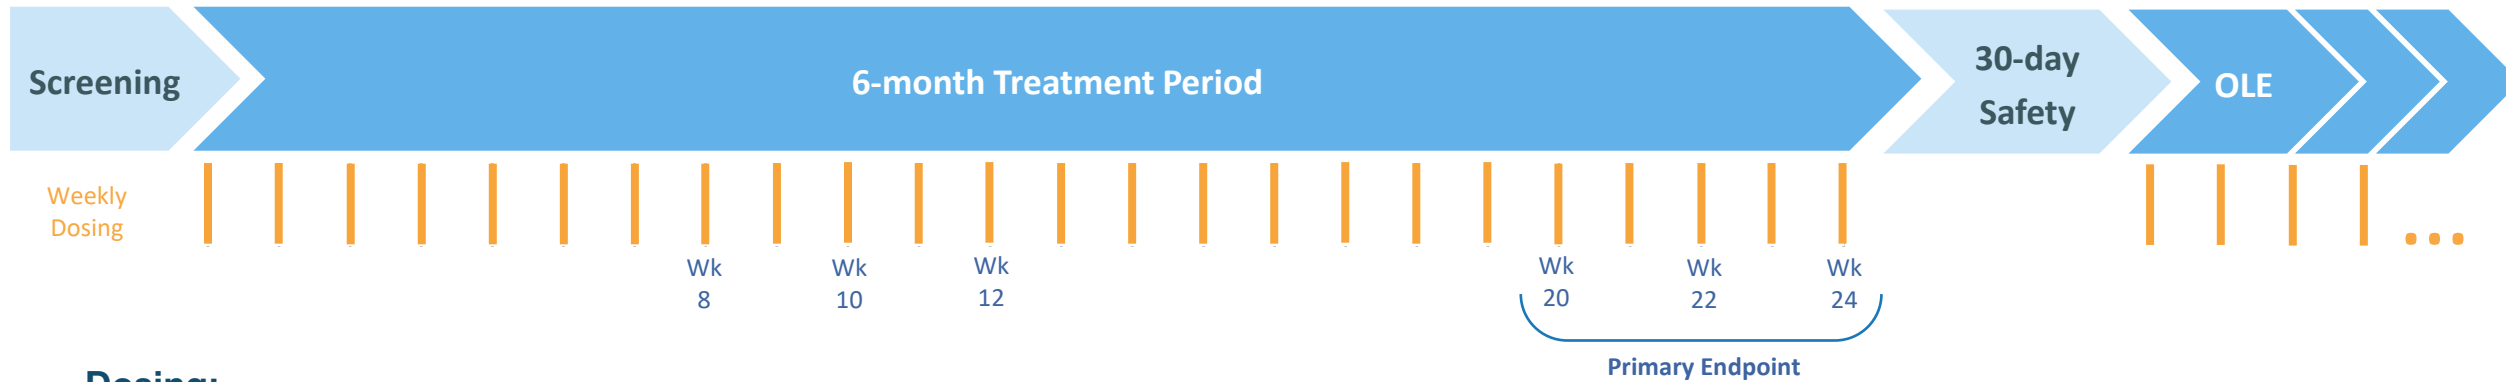 Screening
6-month Treatment Period
30-day
Safety
OLE
Weekly
Dosing
Wk
8
Wk
10
Wk
12
Wk
20
Wk
22
Wk
24
...
Primary Endpoint
Dosing: